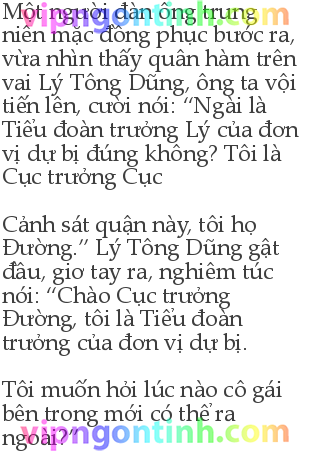 Một người đàn ông trung
niên mặc đồng phục bước ra,
vừa nhìn thấy quân hàm trên
vai Lý Tông Dũng, ông ta vội
tiến lên, cười nói: “Ngài là
Tiểu đoàn trưởng Lý của đơn
vị dự bị đúng không? Tôi là
Cục trưởng Cục
Cảnh sát quận này, tôi họ
Đường.” Lý Tông Dũng gật
đầu, giơ tay ra, nghiêm túc
nói: “Chào Cục trưởng
Đường, tôi là Tiểu đoàn
trưởng của đơn vị dự bị.
Tôi muốn hỏi lúc nào cô gái
bên trong mới có thể ra
ngoài?”
vipngontinh.com
vipngontinh.com